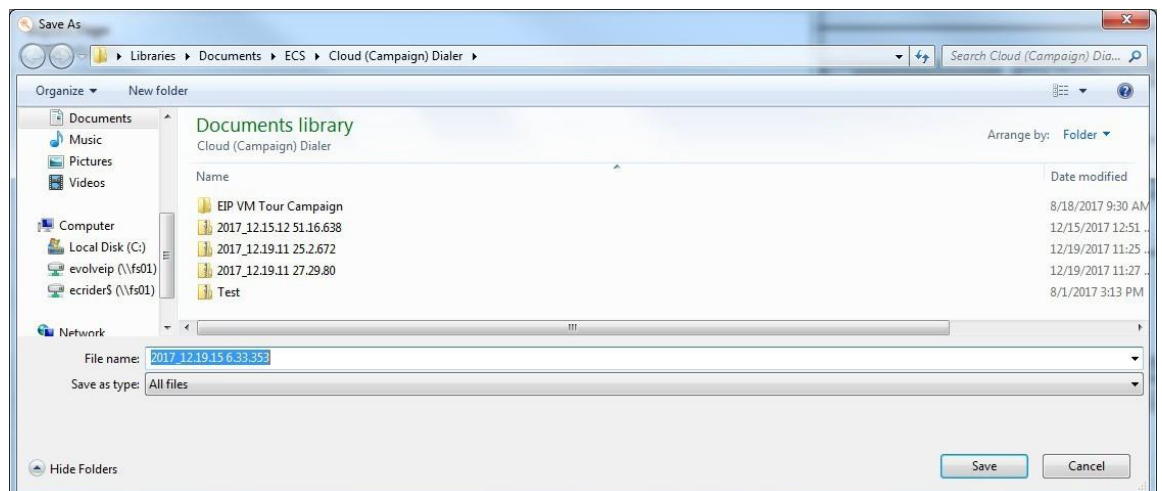 Save As
Libraries Documents ECS Cloud (Campaign) Dialer
Search Cloud (Campaign) Dia...
Organize New folder
Documents
Music
Pictures
Videos
Computer
Local Disk (C:)
evolveip (\\fs01)
ecrider$ (\\fs01)
Network
Documents library
Cloud (Campaign) Dialer
Arrange by: Folder
Name Date modified
EIP VM Tour Campaign 8/18/2017 9:30 AM
2017_12.15.12 51.16.638 12/15/2017 12:51 ..
2017_12.19.11 25.2.672 12/19/2017 11:25 ..
2017_12.19.11 27.29.80 12/19/2017 11:27 ..
Test 8/1/2017 3:13 PM
File name: 2017_12.19.15 6.33.353
Save as type: All files
Hide Folders
Save Cancel